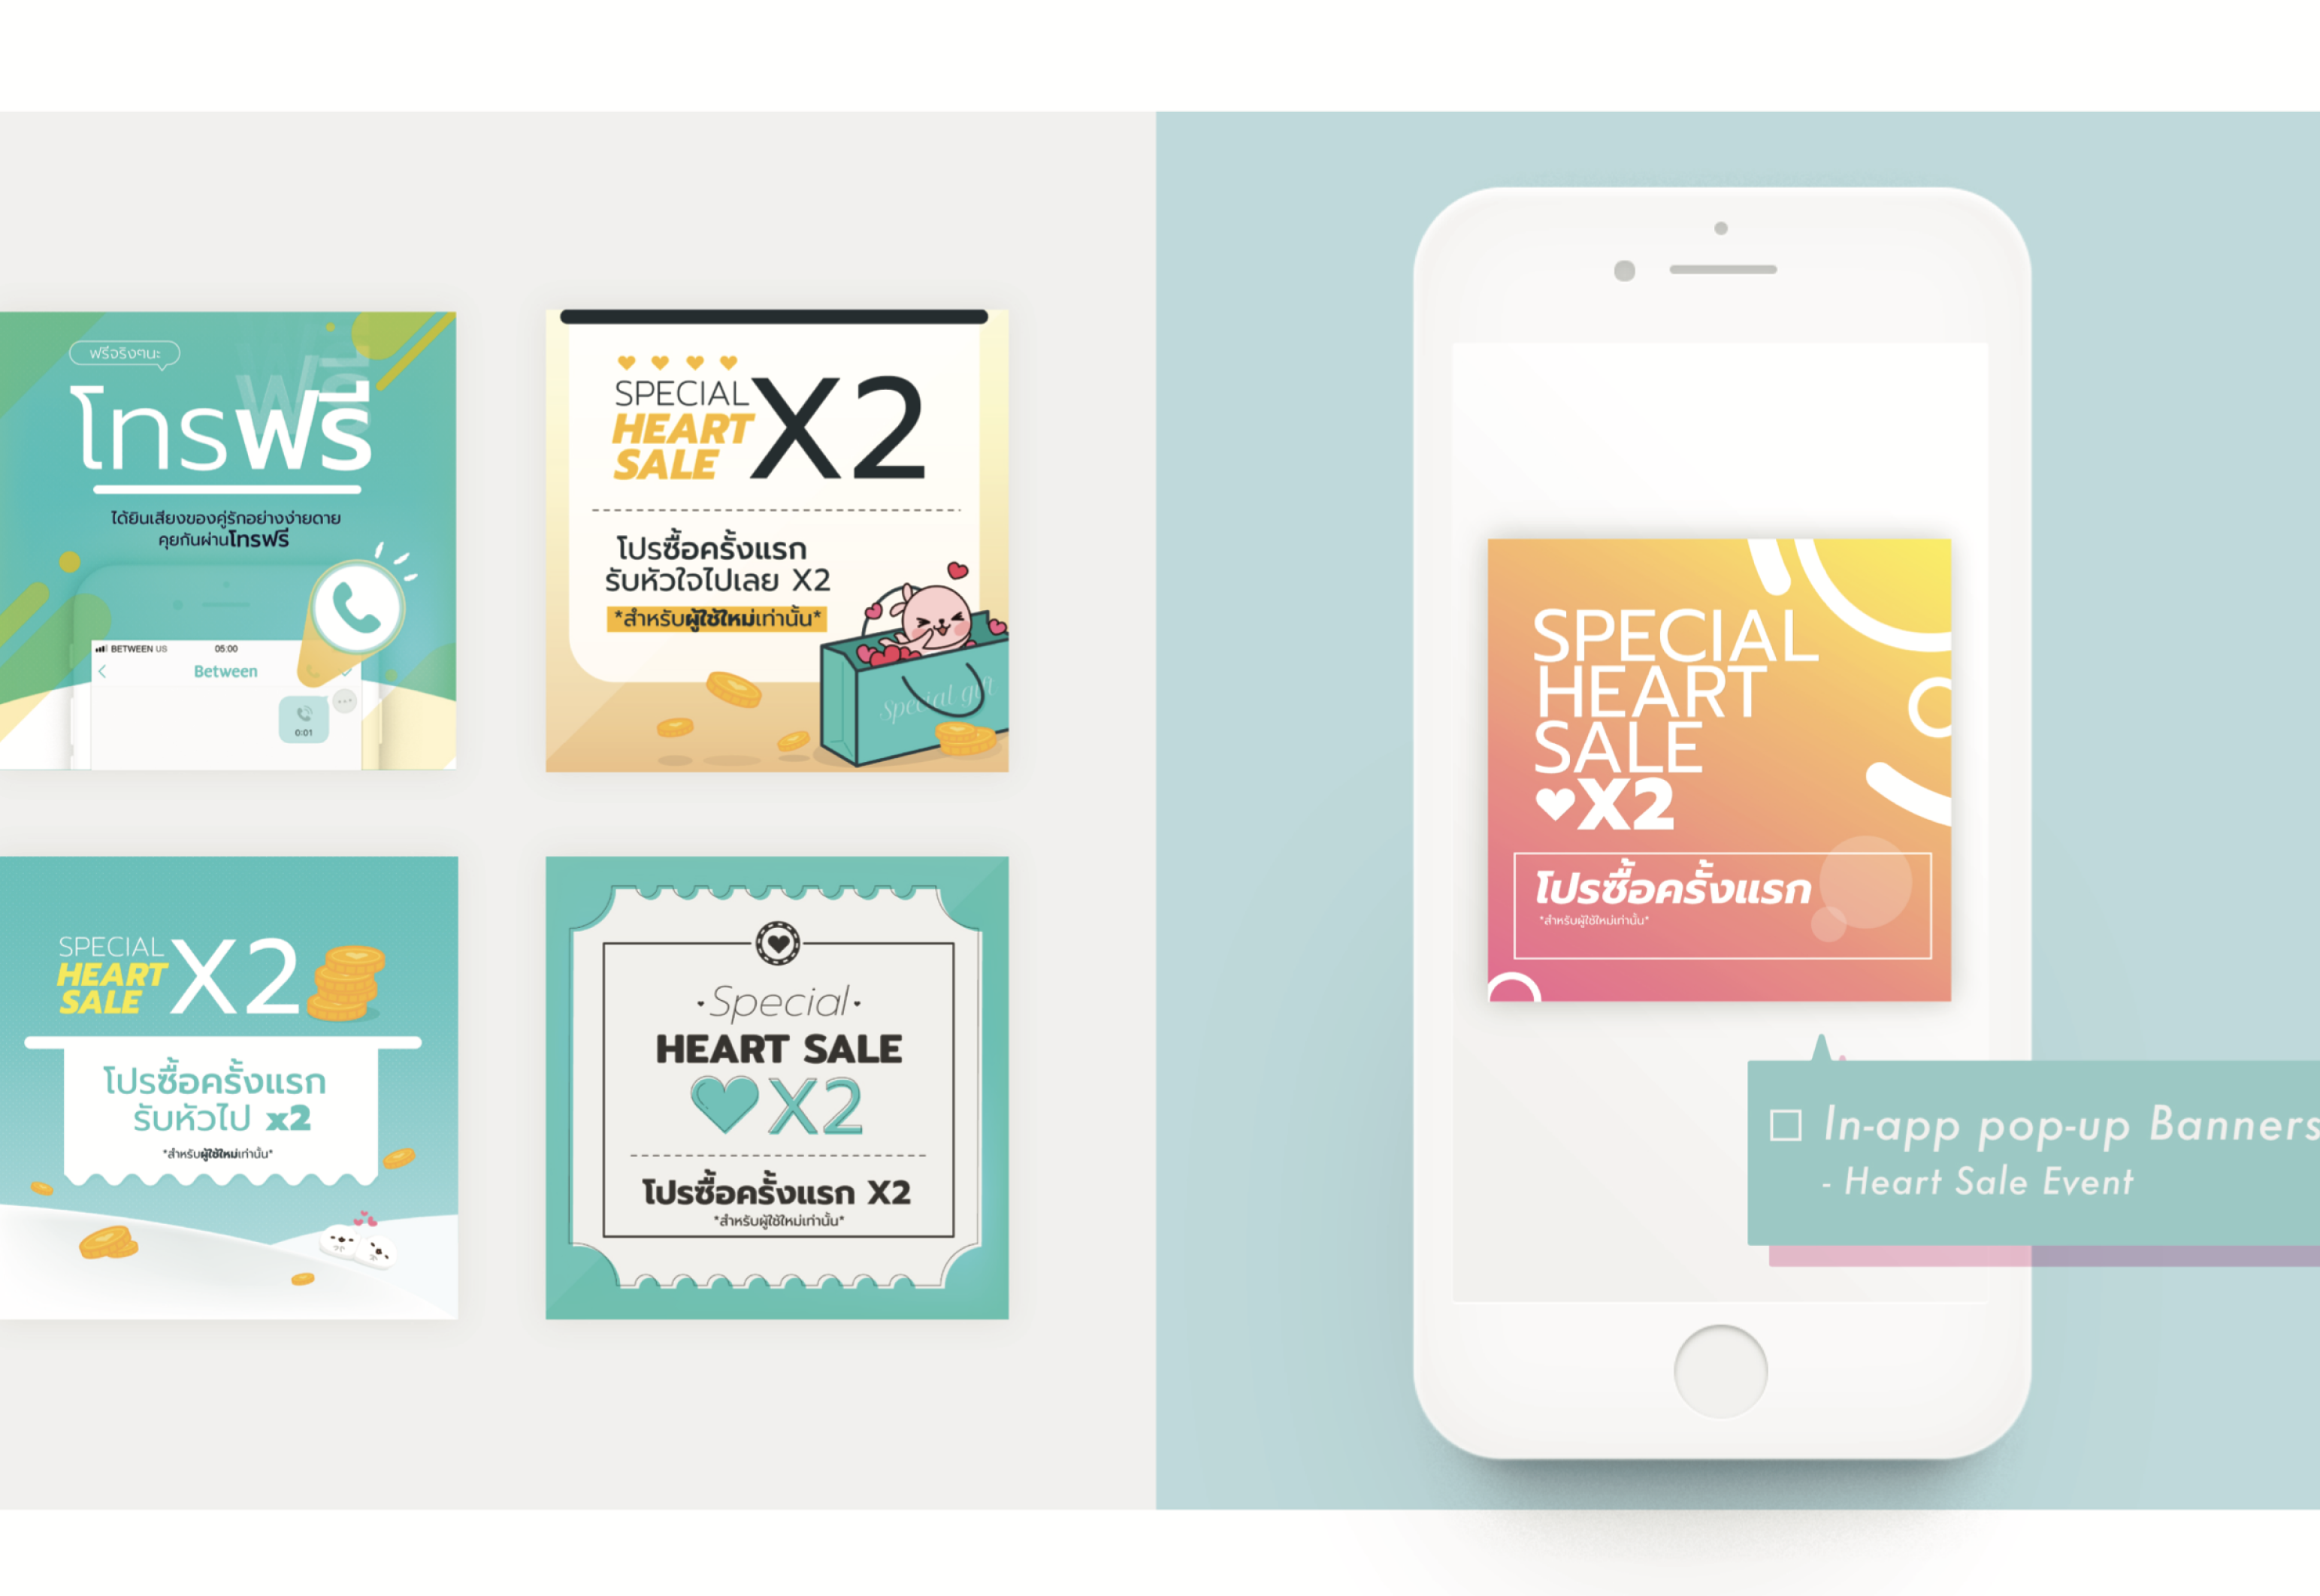 ฟรีจริงๆนะ
โทรฟรี
ได้ยินเสียงของคู่รักอย่างง่ายดาย
คุยกันผ่านโทรฟรี
BETWEEN US
05:00
Between
0:01
SPECIAL
HEART
SALE
X2
โปรซื้อครั้งแรก
รับหัวใจไปเลย X2
*สำหรับผู้ใช้ใหม่เท่านั้น*
Special gift
SPECIAL
HEART
SALE
X2
โปรซื้อครั้งแรก
รับหัวไป x2
*สำหรับผู้ใช้ใหม่เท่านั้น*
Special
HEART SALE
X2
โปรซื้อครั้งแรก X2
*สำหรับผู้ใช้ใหม่เท่านั้น*
SPECIAL
HEART
SALE
X2
โปรซื้อครั้งแรก
*สำหรับผู้ใช้ใหม่เท่านั้น*
In-app pop-up Banners
- Heart Sale Event